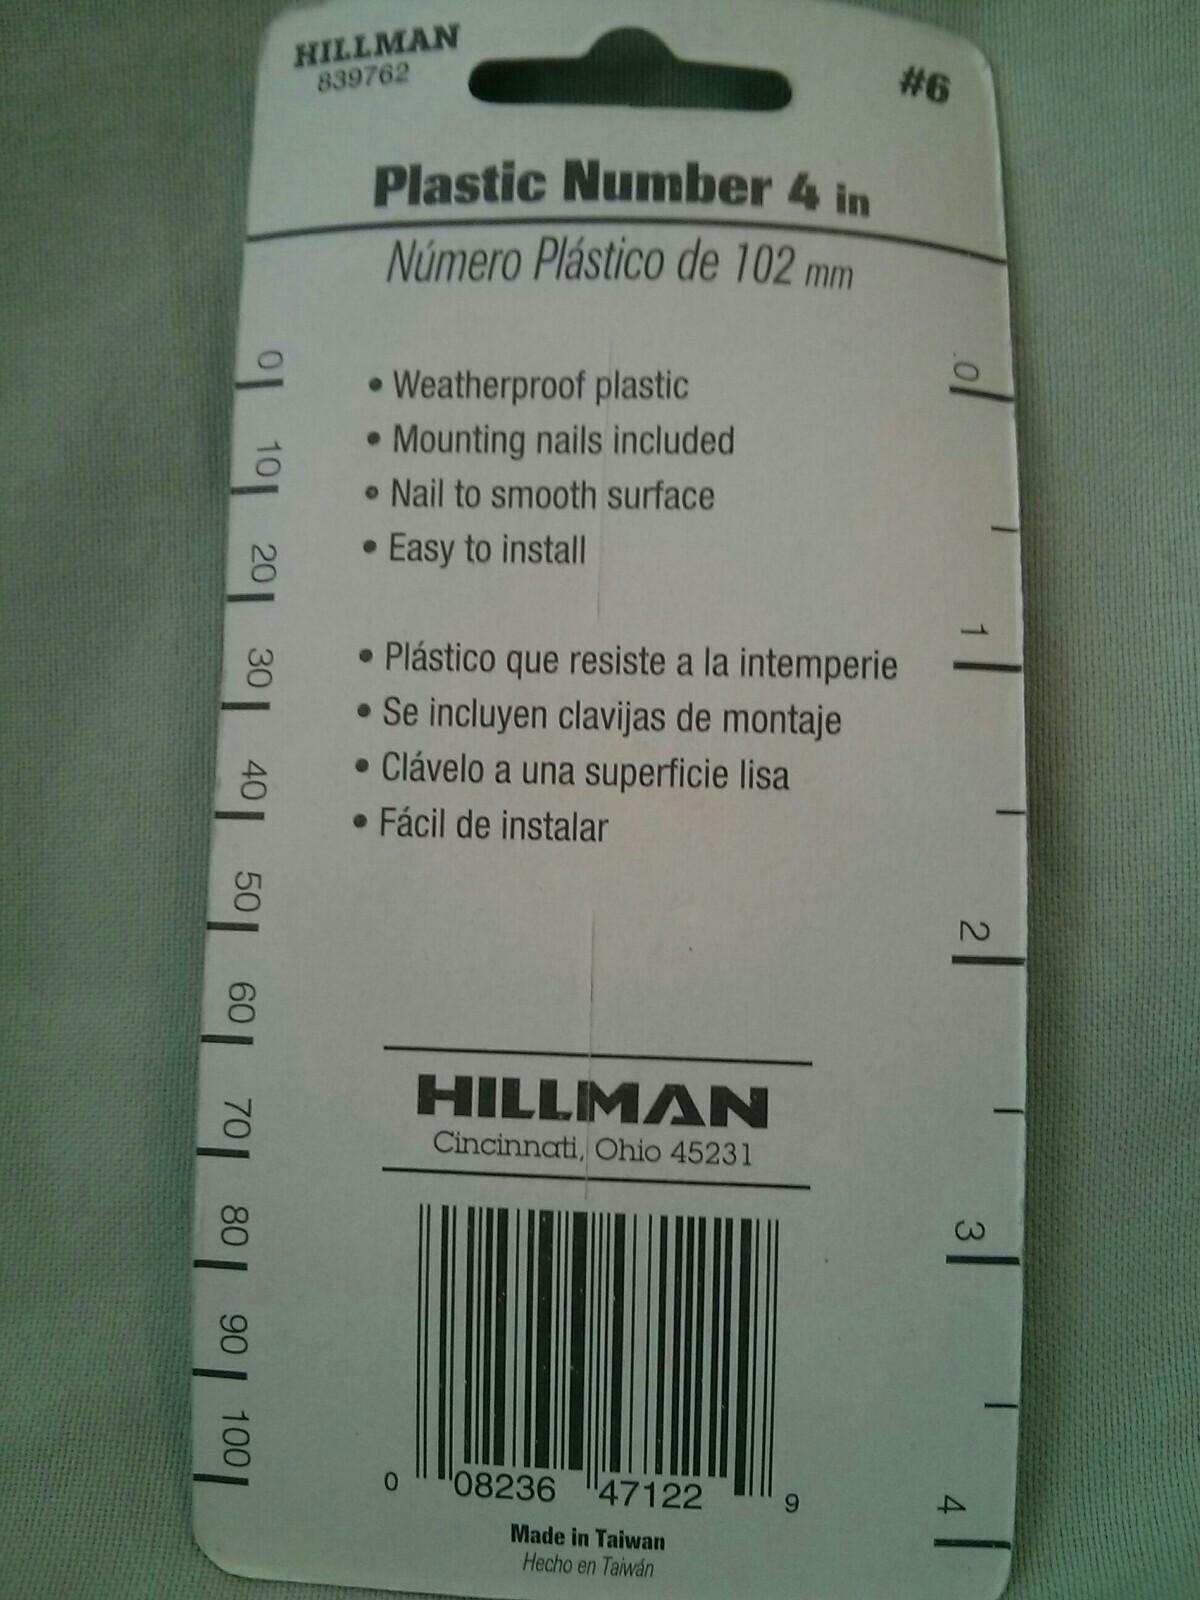 HILLMAN
839762
#6
Plastic Number 4 in
Número Plástico de 102 mm
• Weatherproof plastic
• Mounting nails included
• Nail to smooth surface
• Easy to install
• Plástico que resiste a la intemperie
• Se incluyen clavijas de montaje
• Clávelo a una superficie lisa
• Fácil de instalar
0
10
20
30
40
50
60
70
80
90
100
0
1
2
3
4
HILLMAN
Cincinnati, Ohio 45231
0 08236 47122 9
Made in Taiwan
Hecho en Taiwán